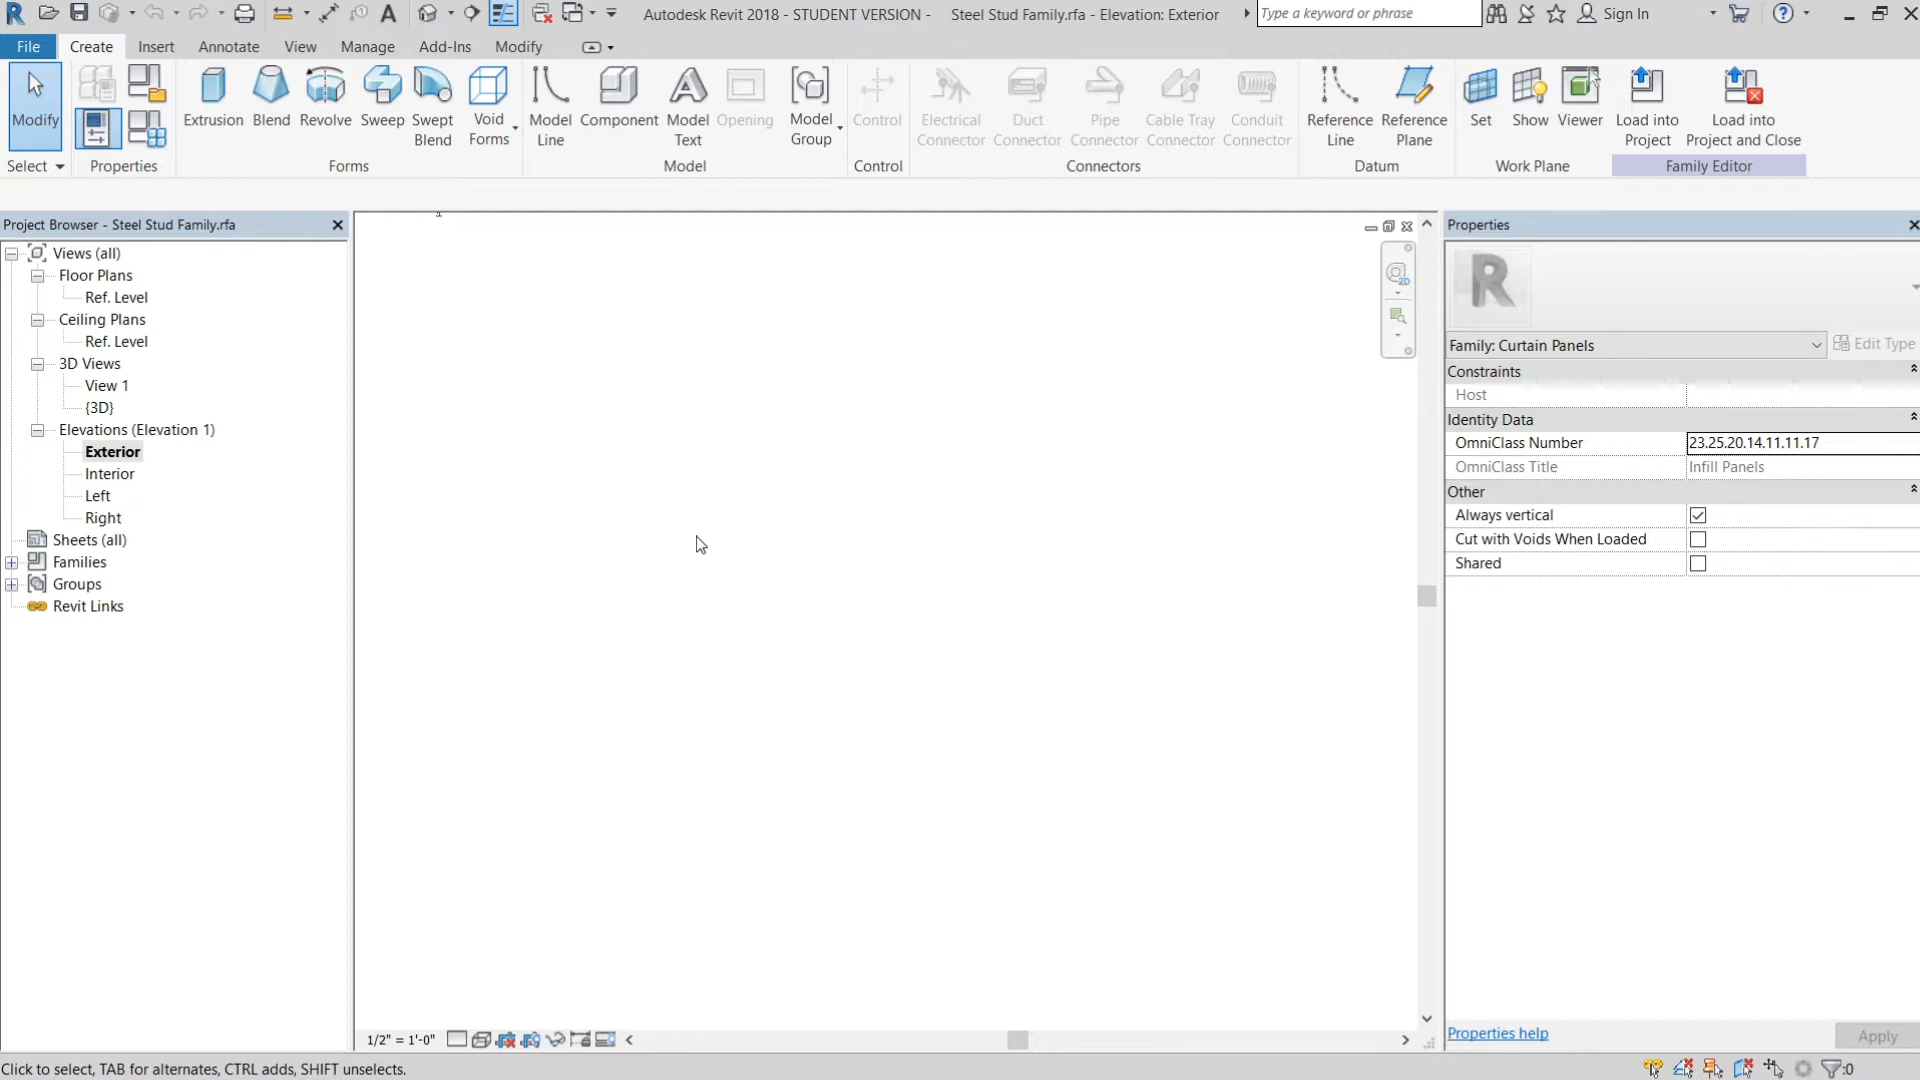 Autodesk Revit 2018 - STUDENT VERSION - Steel Stud Family.rfa - Elevation: Exterior
Type a keyword or phrase
Sign In
File Create Insert Annotate View Manage Add-Ins Modify
Modify
Extrusion
Blend
Revolve
Sweep
Swept
Blend
Void
Forms
Model
Line
Component
Model
Text
Opening
Model
Group
Control
Electrical
Connector
Duct
Connector
Pipe
Connector
Cable Tray
Connector
Conduit
Connector
Reference
Line
Reference
Plane
Set
Show
Viewer
Load into
Project
Load into
Project and Close
Select Properties Forms Model Control Connectors Datum Work Plane Family Editor
Project Browser - Steel Stud Family.rfa
Views (all)
Floor Plans
Ref. Level
Ceiling Plans
Ref. Level
3D Views
View 1
{3D}
Elevations (Elevation 1)
Exterior
Interior
Left
Right
Sheets (all)
Families
Groups
Revit Links
2D
1/2" = 1'-0"
Properties
R
Family: Curtain Panels
Edit Type
Constraints
Host
Identity Data
OmniClass Number 23.25.20.14.11.11.17
OmniClass Title Infill Panels
Other
Always vertical
Cut with Voids When Loaded
Shared
Properties help
Apply
Click to select, TAB for alternates, CTRL adds, SHIFT unselects.
:0